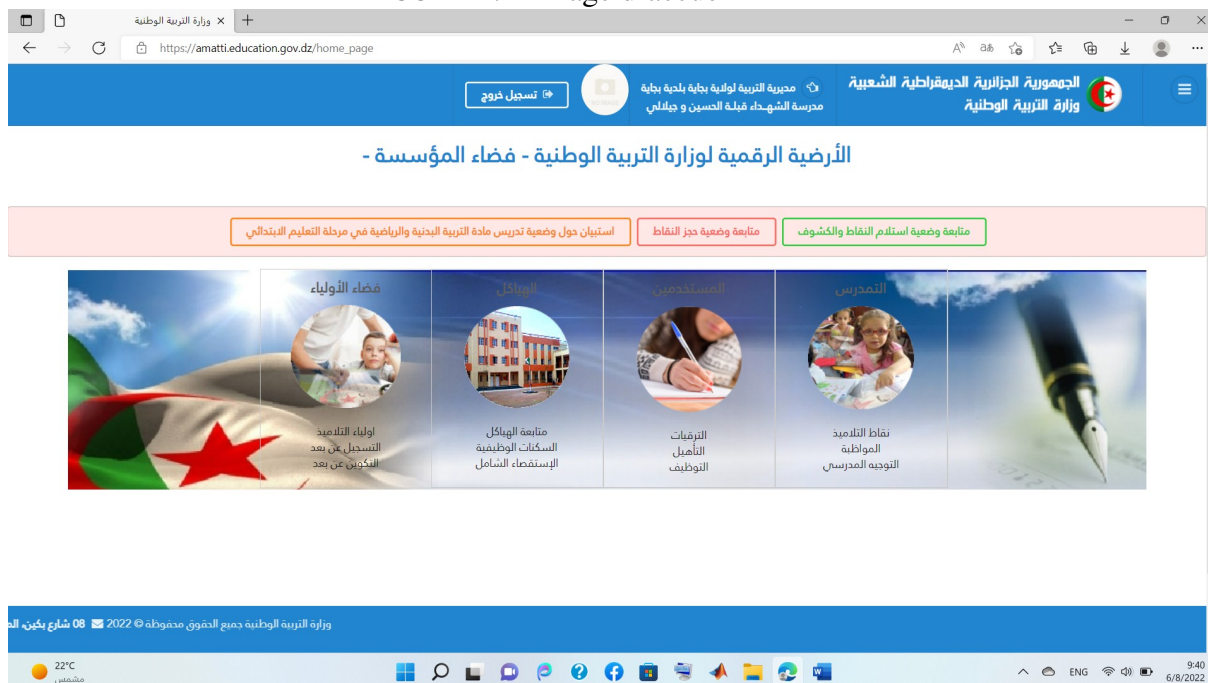 وزارة التربية الوطنية
https://amatti.education.gov.dz/home_page
الجمهورية الجزائرية الديمقراطية الشعبية
وزارة التربية الوطنية
مديرية التربية لولاية بجاية بلدية بجاية
مدرسة الشهـداء قبلـة الحسين و جيلالي
تسجيل خروج
الأرضية الرقمية لوزارة التربية الوطنية - فضاء المؤسسة -
متابعة وضعية استلام النقاط والكشوف
متابعة وضعية حجز النقاط
استبيان حول وضعية تدريس مادة التربية البدنية والرياضية في مرحلة التعليم الابتدائي
التمدرس
نقاط التلاميذ
المواظبة
التوجيه المدرسي
المستخدمين
الترقيات
التأهيل
التوظيف
الهياكل
متابعة الهياكل
السكنات الوظيفية
الإستقصاء الشامل
فضاء الأولياء
اولياء التلاميذ
التسجيل عن بعد
التكوين عن بعد
وزارة التربية الوطنية جميع الحقوق محفوظة © 2022 08 شارع بكين،
22°C
مشمس
ENG
9:40
6/8/2022